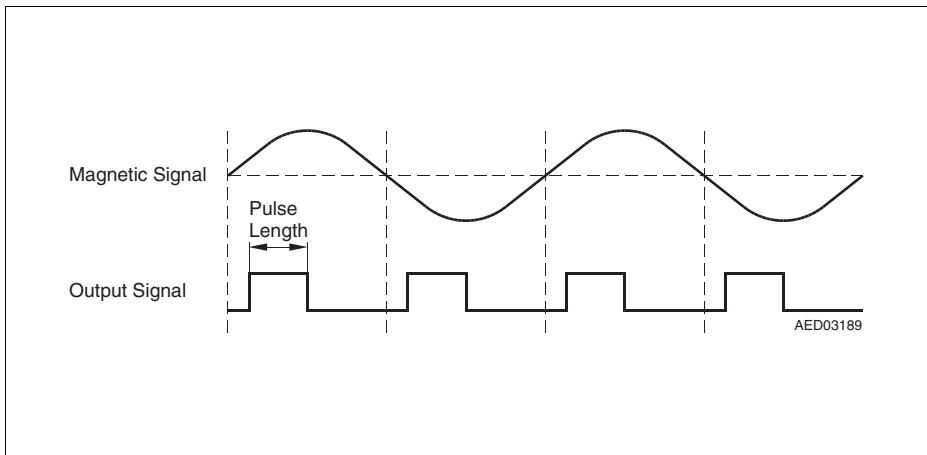 Magnetic Signal
Pulse
Length
Output Signal
AED03189